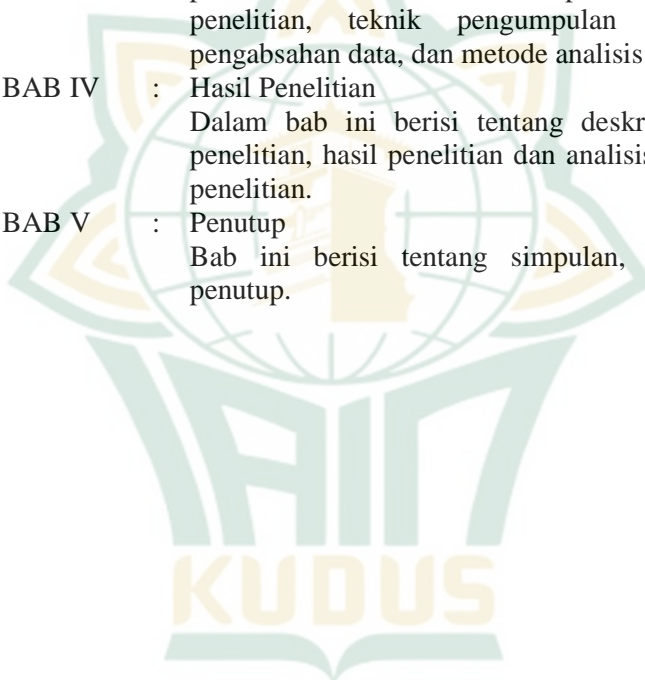 penelitian, teknik pengumpulan
pengabsahan data, dan metode analisis
BAB IV : Hasil Penelitian
Dalam bab ini berisi tentang deskr
penelitian, hasil penelitian dan analisis
penelitian.
BAB V : Penutup
Bab ini berisi tentang simpulan,
penutup.
IAIN
KUDUS